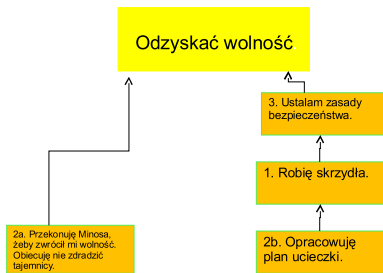 Odzyskać wolność.
3. Ustalam zasady
bezpieczeństwa.
1. Robię skrzydła.
2a. Przekonuję Minosa,
żeby zwrócił mi wolność.
Obiecuję nie zdradzić
tajemnicy.
2b. Opracowuję
plan ucieczki.